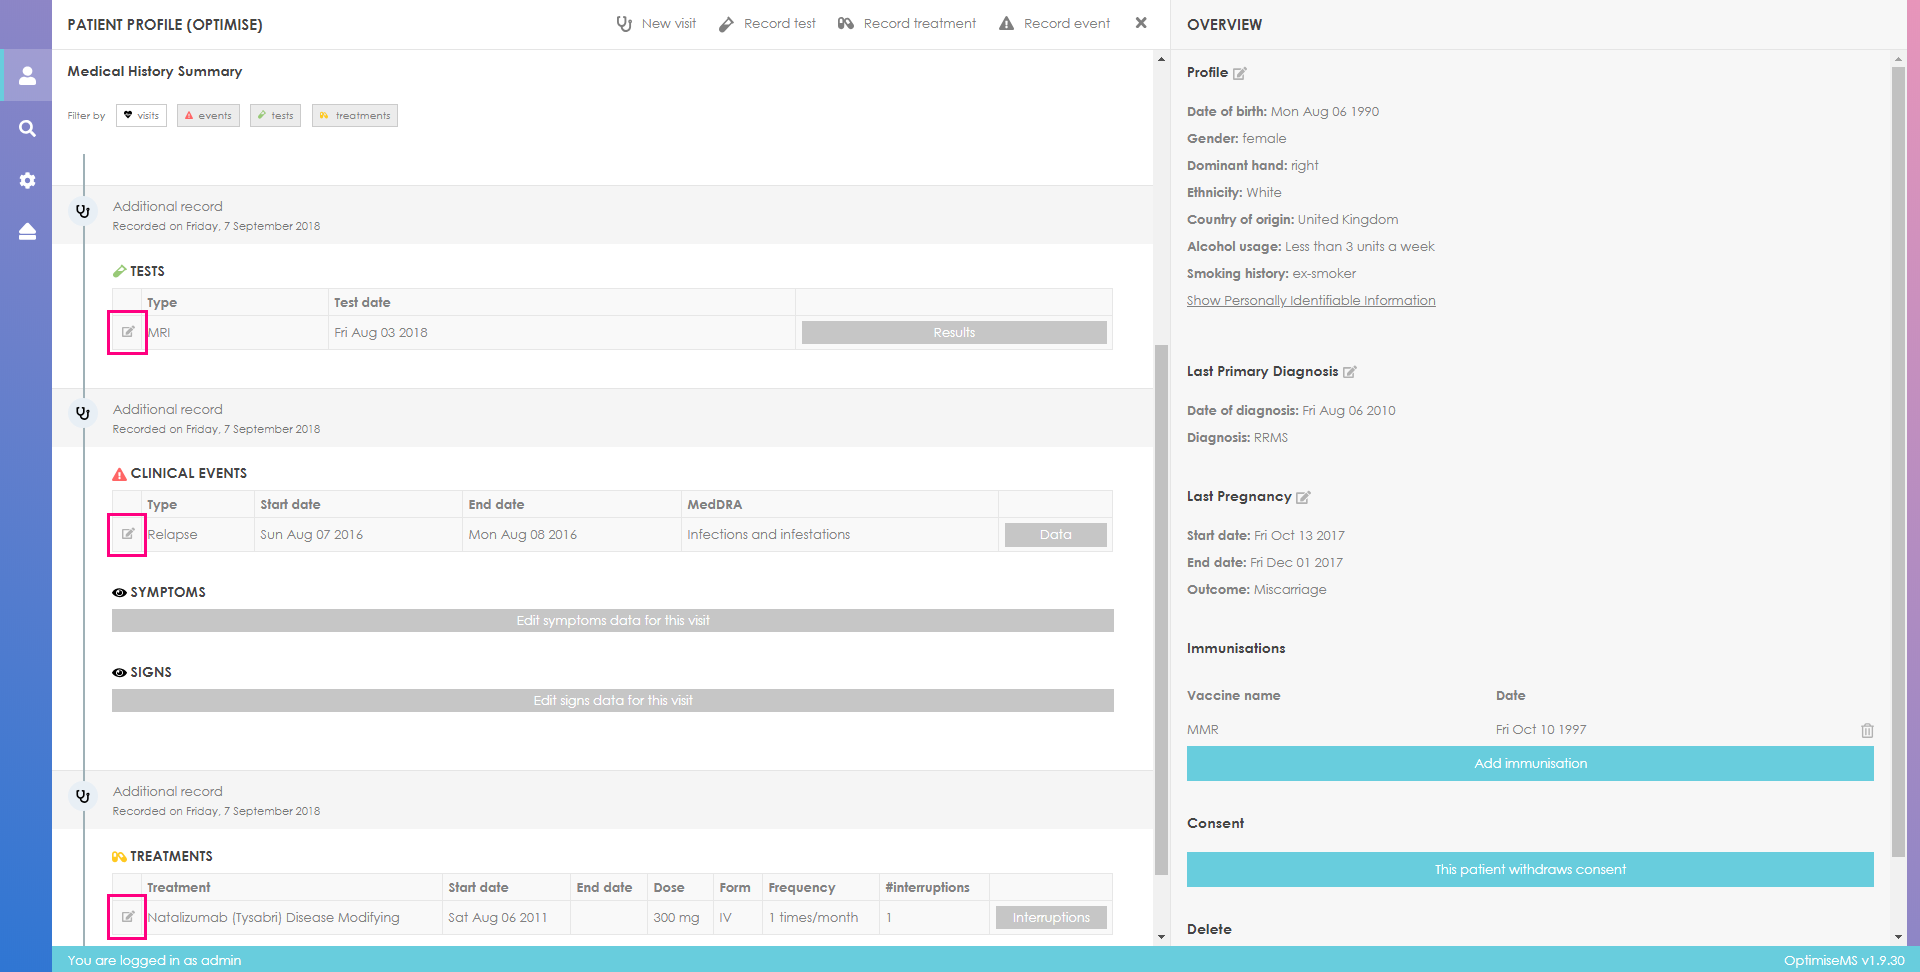 PATIENT PROFILE (OPTIMISE)
New visit
Record test
Record treatment
Record event
OVERVIEW
Medical History Summary
Filter by visits events tests treatments
Additional record
Recorded on Friday, 7 September 2018
TESTS
Type Test date
MRI Fri Aug 03 2018 Results
Additional record
Recorded on Friday, 7 September 2018
CLINICAL EVENTS
Type Start date End date MedDRA
Relapse Sun Aug 07 2016 Mon Aug 08 2016 Infections and infestations Data
SYMPTOMS
Edit symptoms data for this visit
SIGNS
Edit signs data for this visit
Additional record
Recorded on Friday, 7 September 2018
TREATMENTS
Treatment Start date End date Dose Form Frequency #interruptions
Natalizumab (Tysabri) Disease Modifying Sat Aug 06 2011 300 mg IV 1 times/month 1 Interruptions
Profile
Date of birth: Mon Aug 06 1990
Gender: female
Dominant hand: right
Ethnicity: White
Country of origin: United Kingdom
Alcohol usage: Less than 3 units a week
Smoking history: ex-smoker
Show Personally Identifiable Information
Last Primary Diagnosis
Date of diagnosis: Fri Aug 06 2010
Diagnosis: RRMS
Last Pregnancy
Start date: Fri Oct 13 2017
End date: Fri Dec 01 2017
Outcome: Miscarriage
Immunisations
Vaccine name Date
MMR Fri Oct 10 1997
Add immunisation
Consent
This patient withdraws consent
Delete
You are logged in as admin
OptimiseMS v1.9.30